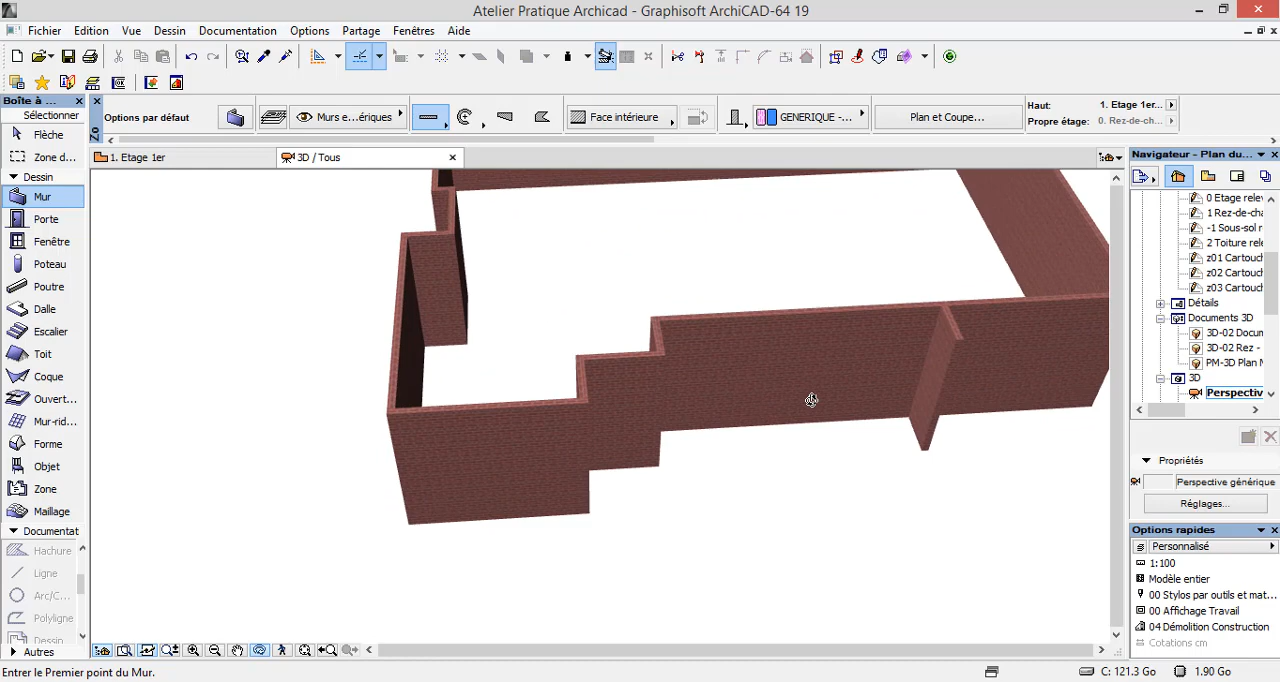 Atelier Pratique Archicad - Graphisoft ArchiCAD-64 19
Fichier Edition Vue Dessin Documentation Options Partage Fenêtres Aide
Boîte à ...
Sélectionner
Flèche
Zone d...
Dessin
Mur
Porte
Fenêtre
Poteau
Poutre
Dalle
Escalier
Toit
Coque
Ouvert...
Mur-rid...
Forme
Objet
Zone
Maillage
Documentat
Hachure
Ligne
Arc/C...
Polyligne
Dessin
Autres
Options par défaut
Murs e...ériques
Face intérieure
GENERIQUE -...
Plan et Coupe...
Haut: 1. Etage 1er...
Propre étage: 0. Rez-de-ch...
1. Etage 1er
3D / Tous
Navigateur - Plan du...
0 Etage relev
1 Rez-de-cha
-1 Sous-sol r
2 Toiture rele
z01 Cartouch
z02 Cartouch
z03 Cartouch
Détails
Documents 3D
3D-02 Docum
3D-02 Rez -
PM-3D Plan M
3D
Perspectiv
Propriétés
Perspective générique
Réglages...
Options rapides
Personnalisé
1:100
Modèle entier
00 Stylos par outils et mat...
00 Affichage Travail
04 Démolition Construction
Cotations cm
Entrer le Premier point du Mur.
C: 121.3 Go
1.90 Go